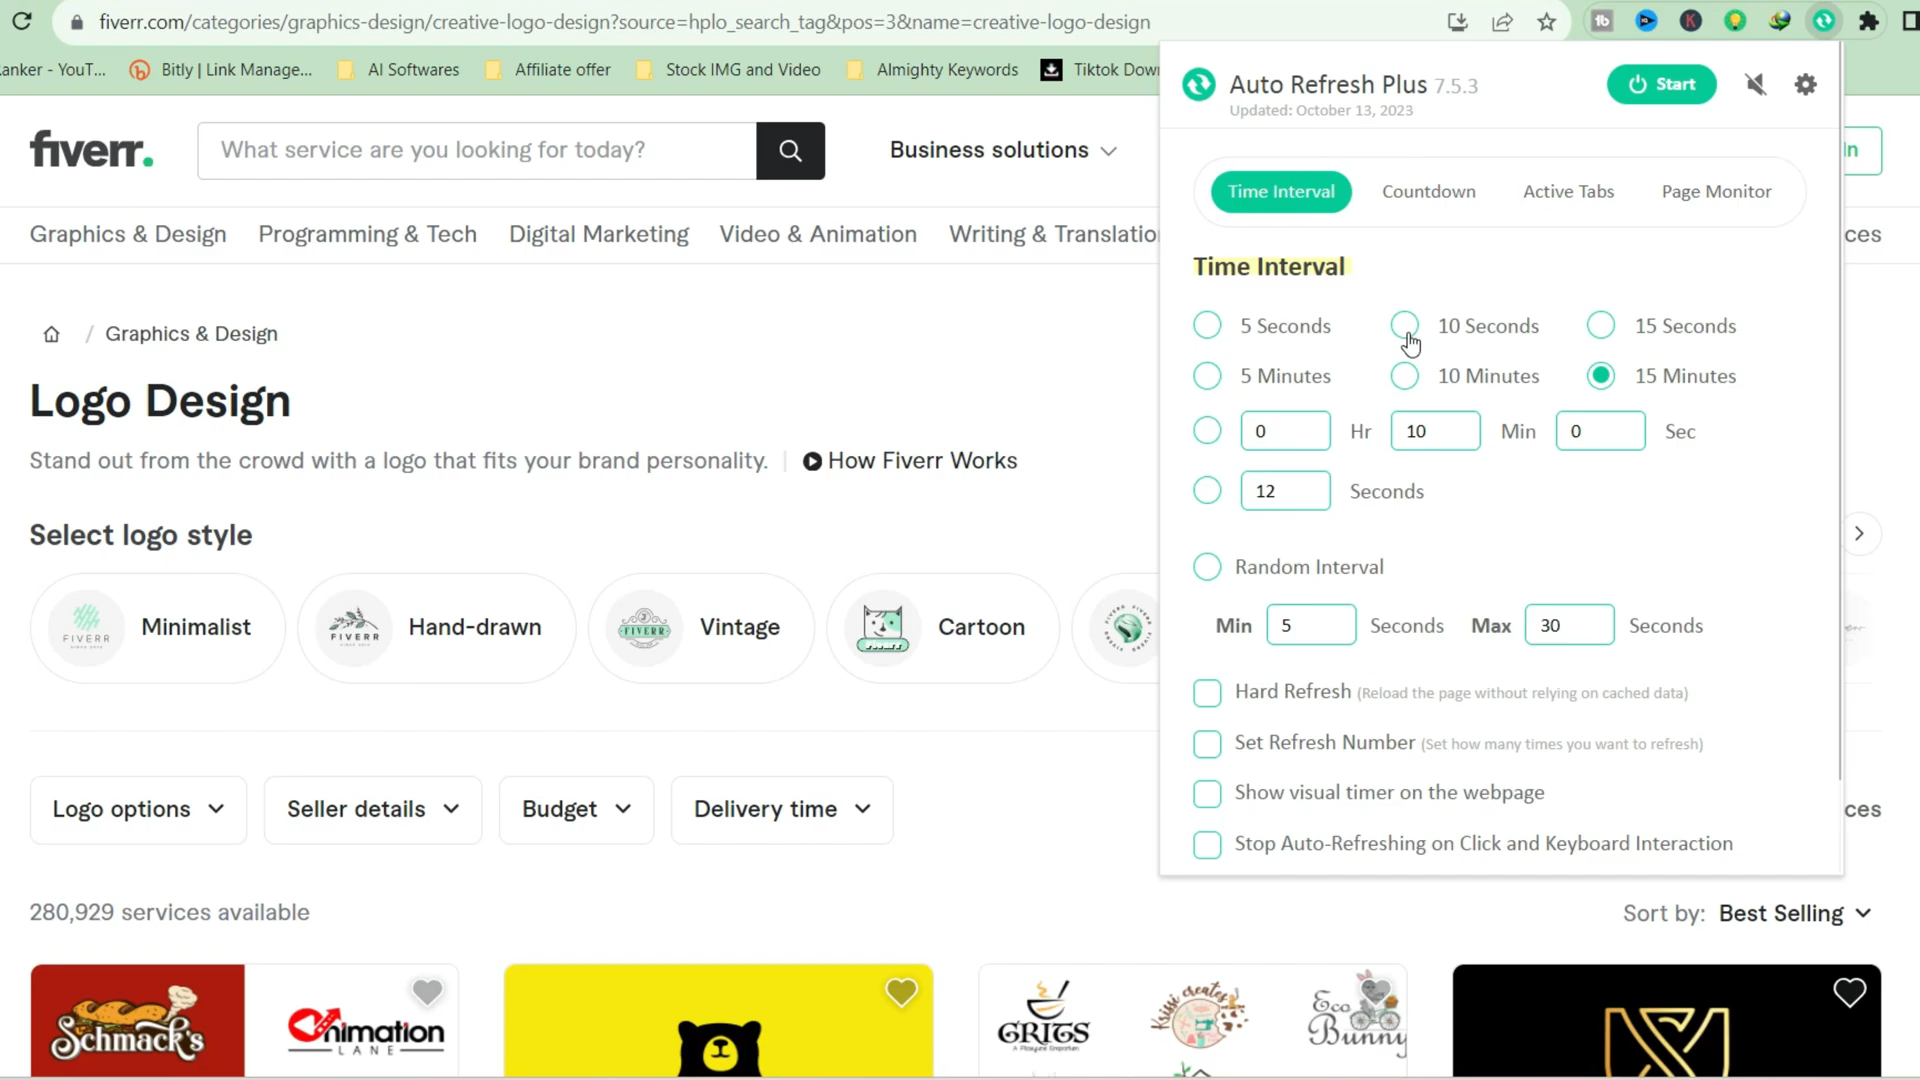 fiverr.com/categories/graphics-design/creative-logo-design?source=hplo_search_tag&pos=3&name=creative-logo-design
anker - YouT... Bitly | Link Manage... AI Softwares Affiliate offer Stock IMG and Video Almighty Keywords Tiktok Dow
Auto Refresh Plus 7.5.3 Start
Updated: October 13, 2023
fiverr. What service are you looking for today? Business solutions In
Time Interval Countdown Active Tabs Page Monitor
Graphics & Design Programming & Tech Digital Marketing Video & Animation Writing & Translatio ces
Time Interval
5 Seconds 10 Seconds 15 Seconds
5 Minutes 10 Minutes 15 Minutes
0 Hr 10 Min 0 Sec
12 Seconds
Random Interval
Min 5 Seconds Max 30 Seconds
Hard Refresh (Reload the page without relying on cached data)
Set Refresh Number (Set how many times you want to refresh)
Show visual timer on the webpage
Stop Auto-Refreshing on Click and Keyboard Interaction
/ Graphics & Design
Logo Design
Stand out from the crowd with a logo that fits your brand personality. | How Fiverr Works
Select logo style
FIVERR Minimalist FIVERR Hand-drawn FIVERR Vintage Cartoon
Logo options Seller details Budget Delivery time ces
280,929 services available Sort by: Best Selling
Schmack's
Animation
LANE
GRITS
Krissi creates
Eco
Bunny